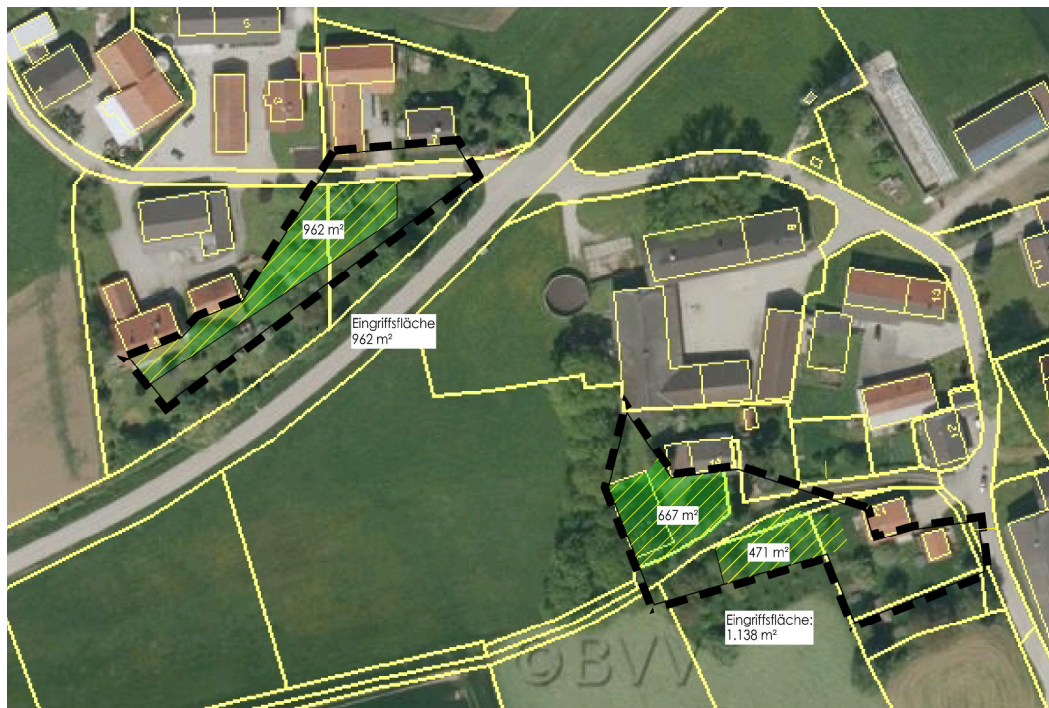 962 m²
Eingriffsfläche
962 m²
667 m²
471 m²
Eingriffsfläche:
1.138 m²
©BVV